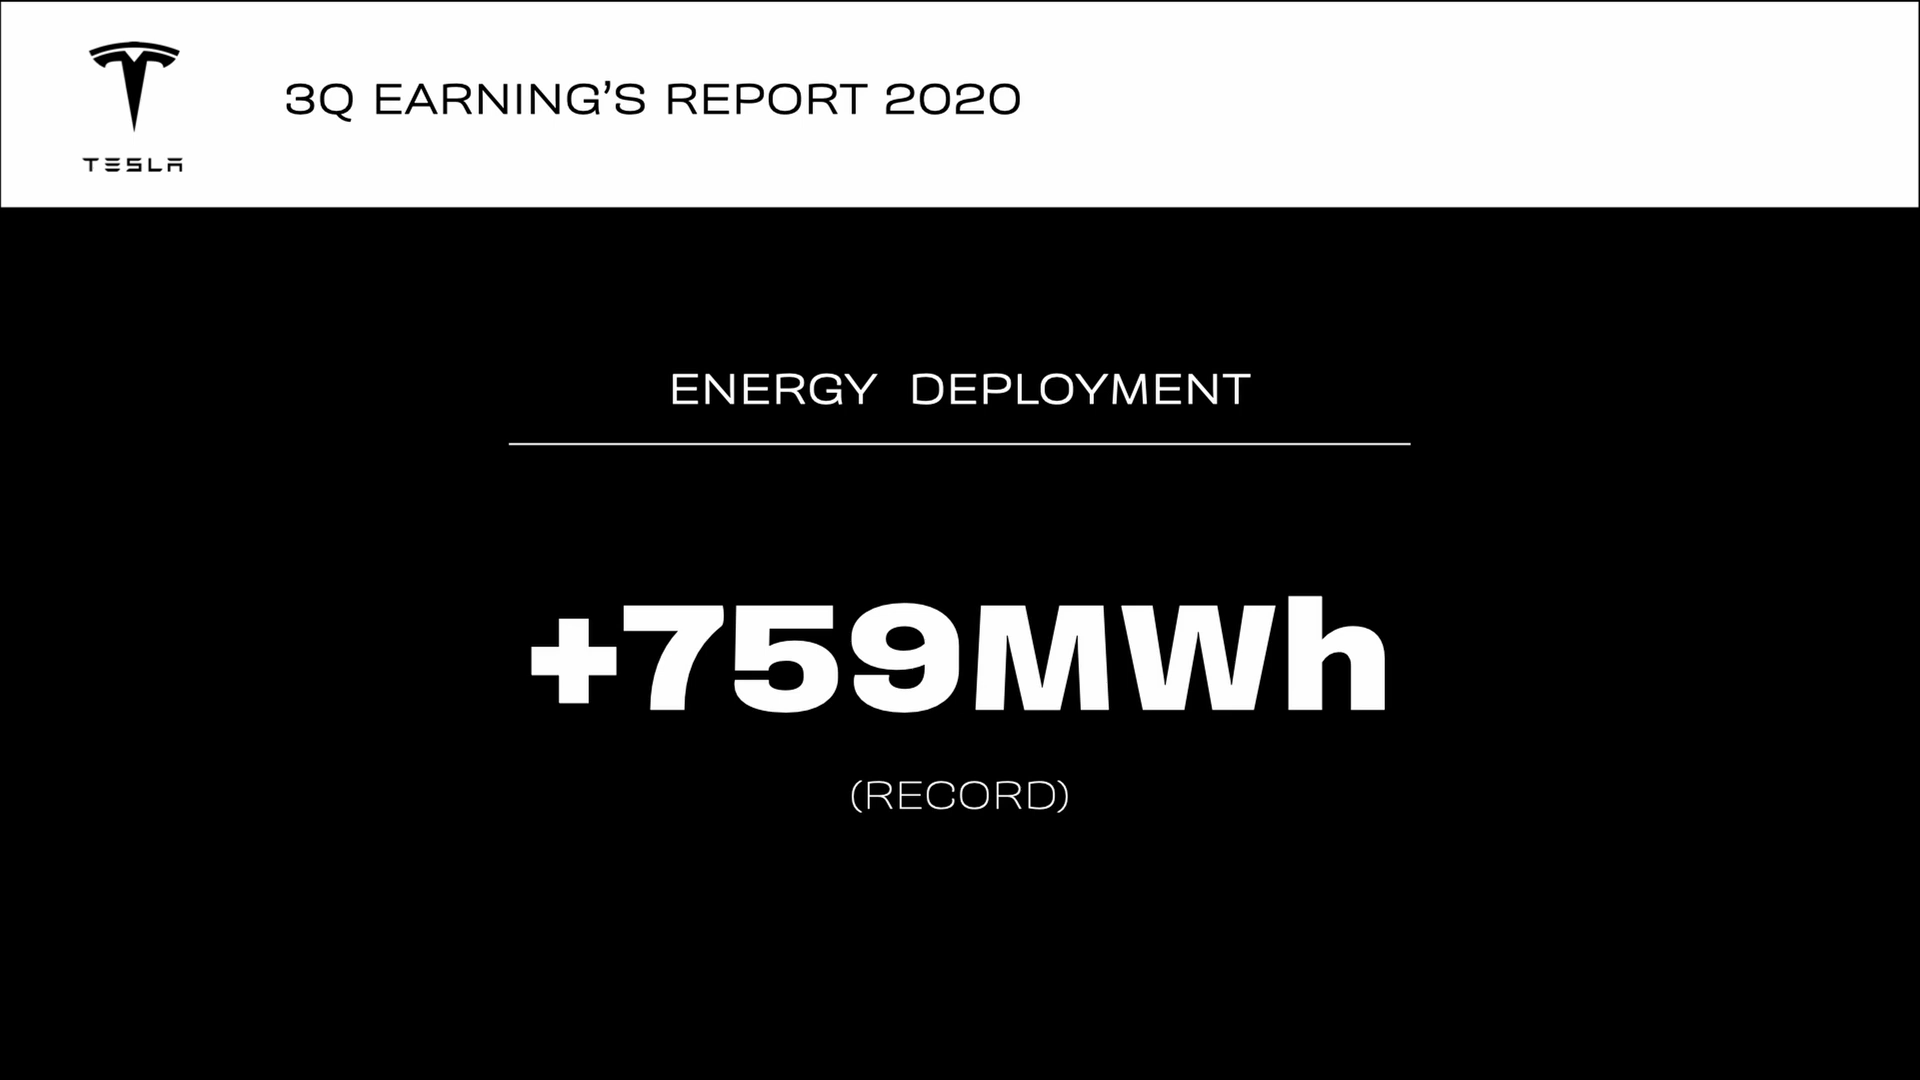 3Q EARNING’S REPORT 2020
TESLA
ENERGY DEPLOYMENT
+759MWh
(RECORD)